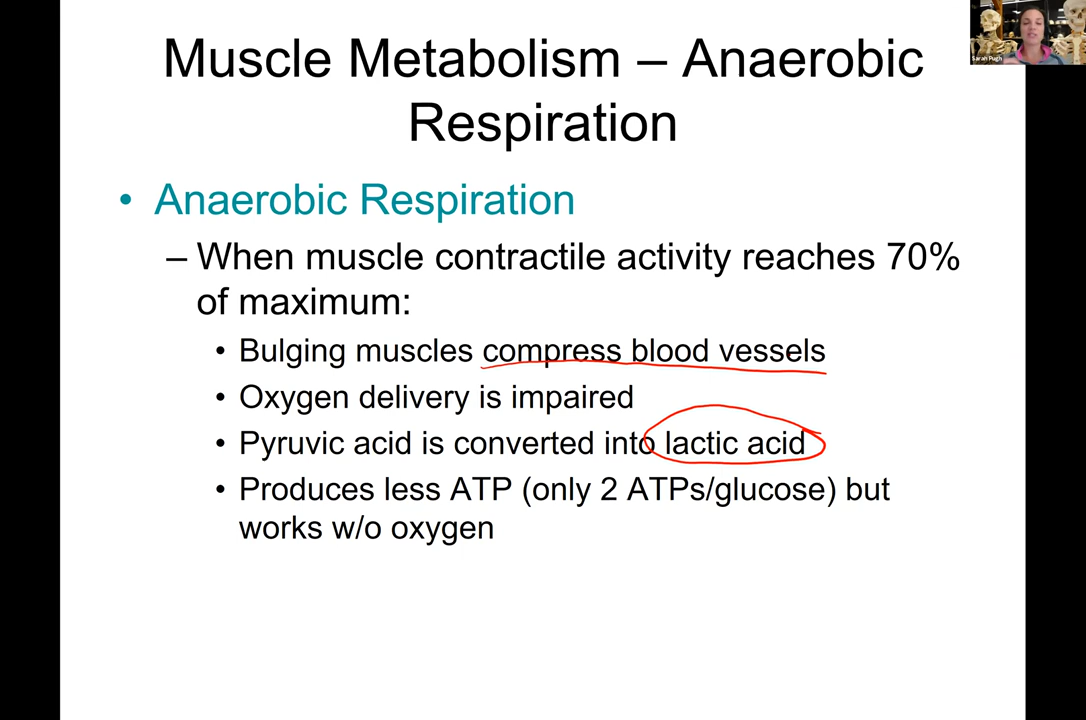 Muscle Metabolism – Anaerobic
Respiration
Sarah Pugh
• Anaerobic Respiration
– When muscle contractile activity reaches 70%
of maximum:
• Bulging muscles compress blood vessels
• Oxygen delivery is impaired
• Pyruvic acid is converted into lactic acid
• Produces less ATP (only 2 ATPs/glucose) but
works w/o oxygen